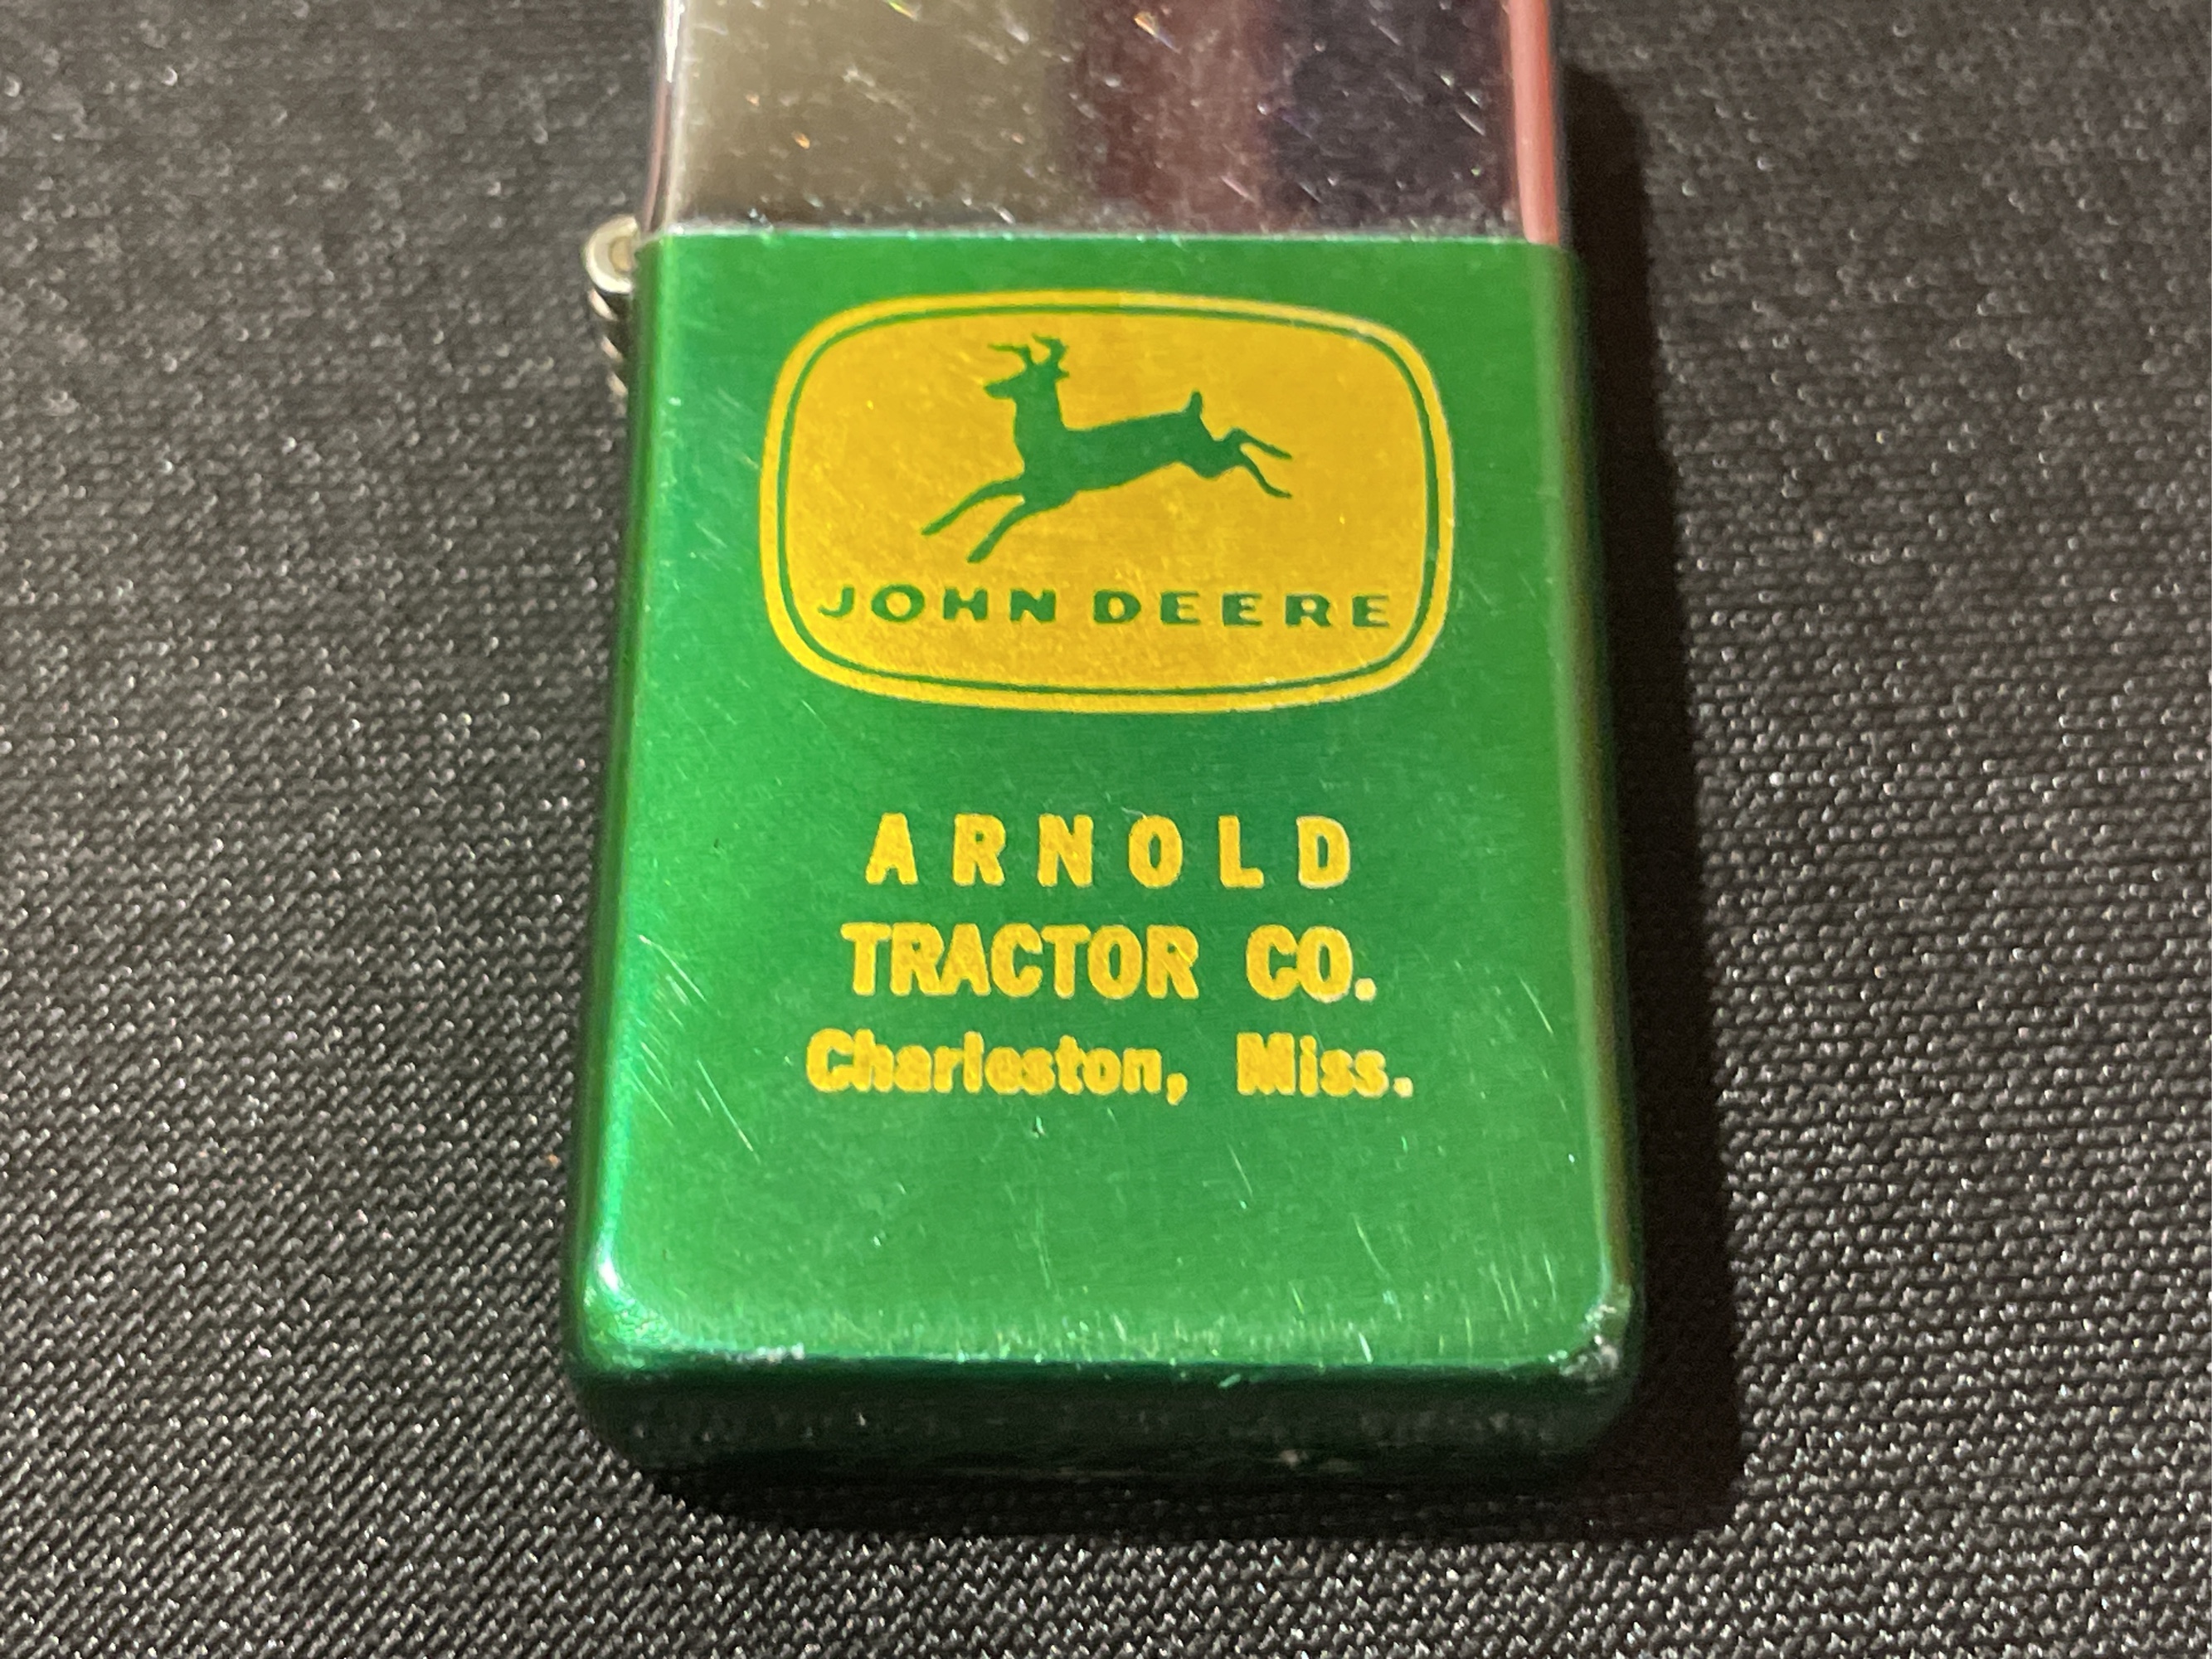 JOHN DEERE
ARNOLD
TRACTOR CO.
Charleston, Miss.